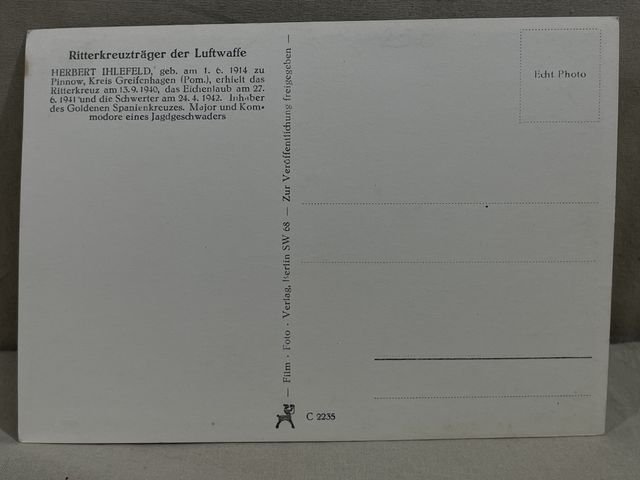 Ritterkreuzträger der Luftwaffe
HERBERT IHLEFELD, geb. am 1. 6. 1914 zu
Pinnow, Kreis Greifenhagen (Pom.), erhielt das
Ritterkreuz am 13. 9. 1940, das Eichenlaub am 27.
6. 1941 und die Schwerter am 24. 4. 1942. Inhaber
des Goldenen Spanienkreuzes. Major und Kom-
modore eines Jagdgeschwaders
— Film · Foto · Verlag, Berlin SW 68 — Zur Veröffentlichung freigegeben —
Echt Photo
C 2235